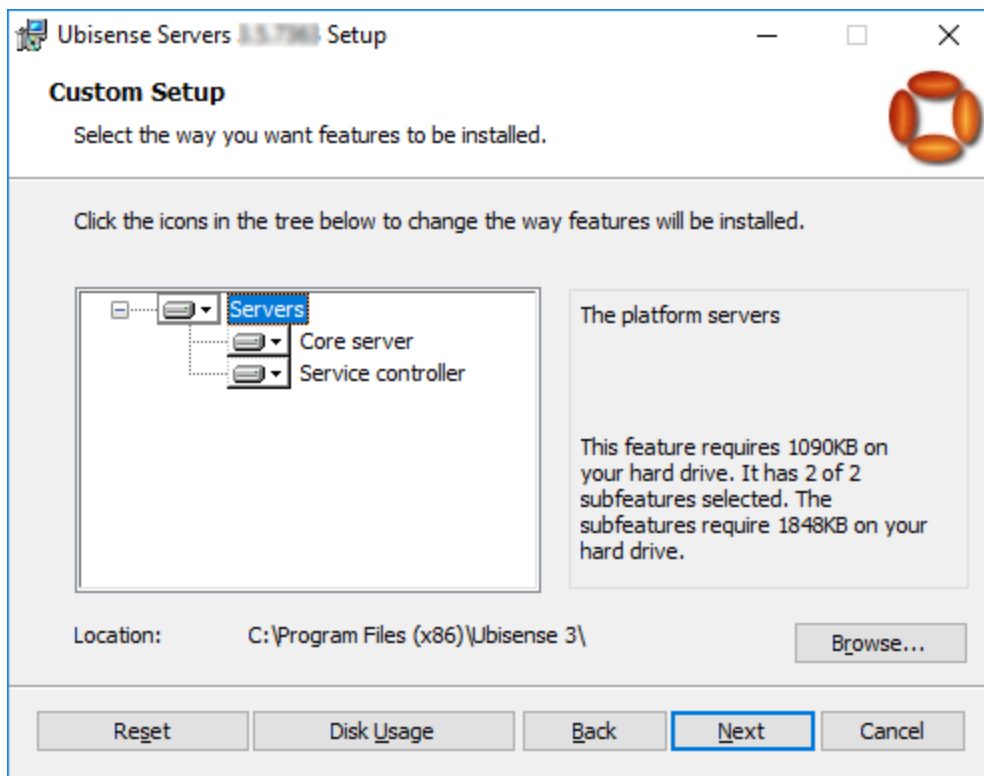 Ubisense Servers Setup
Custom Setup
Select the way you want features to be installed.
Click the icons in the tree below to change the way features will be installed.
Servers
Core server
Service controller
The platform servers
This feature requires 1090KB on
your hard drive. It has 2 of 2
subfeatures selected. The
subfeatures require 1848KB on your
hard drive.
Location: C:\Program Files (x86)\Ubisense 3\
Browse...
Reset Disk Usage Back Next Cancel